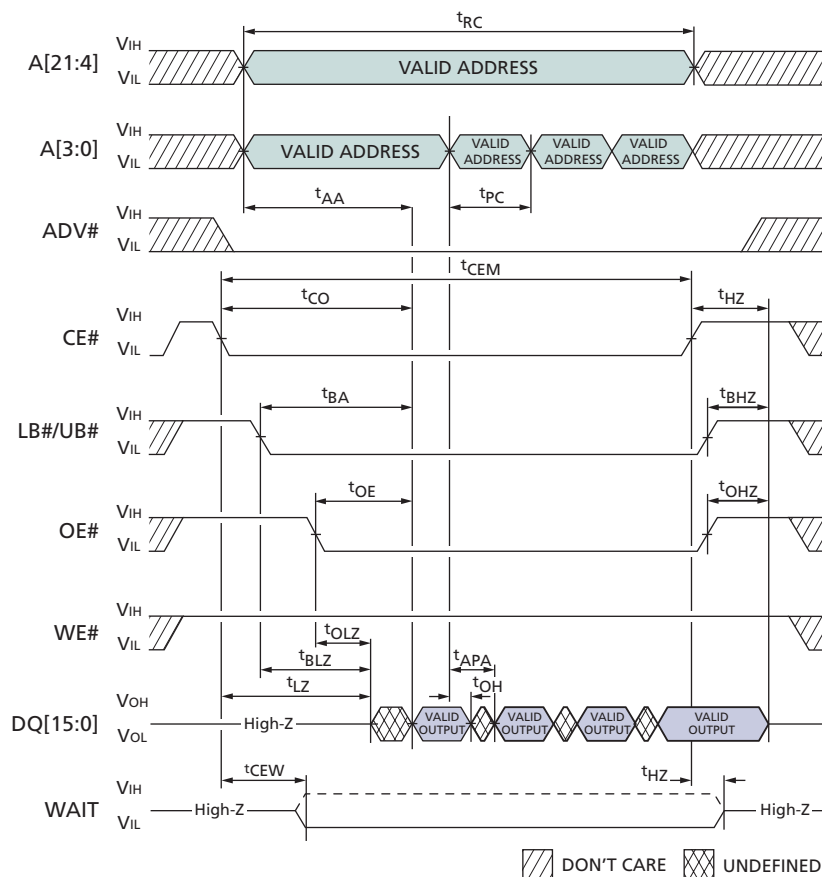 tRC
A[21:4] VIH VIL VALID ADDRESS
A[3:0] VIH VIL VALID ADDRESS VALID ADDRESS VALID ADDRESS VALID ADDRESS
tAA tPC
ADV# VIH VIL
tCEM
tCO tHZ
CE# VIH VIL
tBA tBHZ
LB#/UB# VIH VIL
tOE tOHZ
OE# VIH VIL
WE# VIH VIL
tOLZ
tBLZ tAPA
tLZ tOH
DQ[15:0] VOH VOL High-Z VALID OUTPUT VALID OUTPUT VALID OUTPUT VALID OUTPUT
tCEW tHZ
WAIT VIH VIL High-Z High-Z
DON'T CARE UNDEFINED